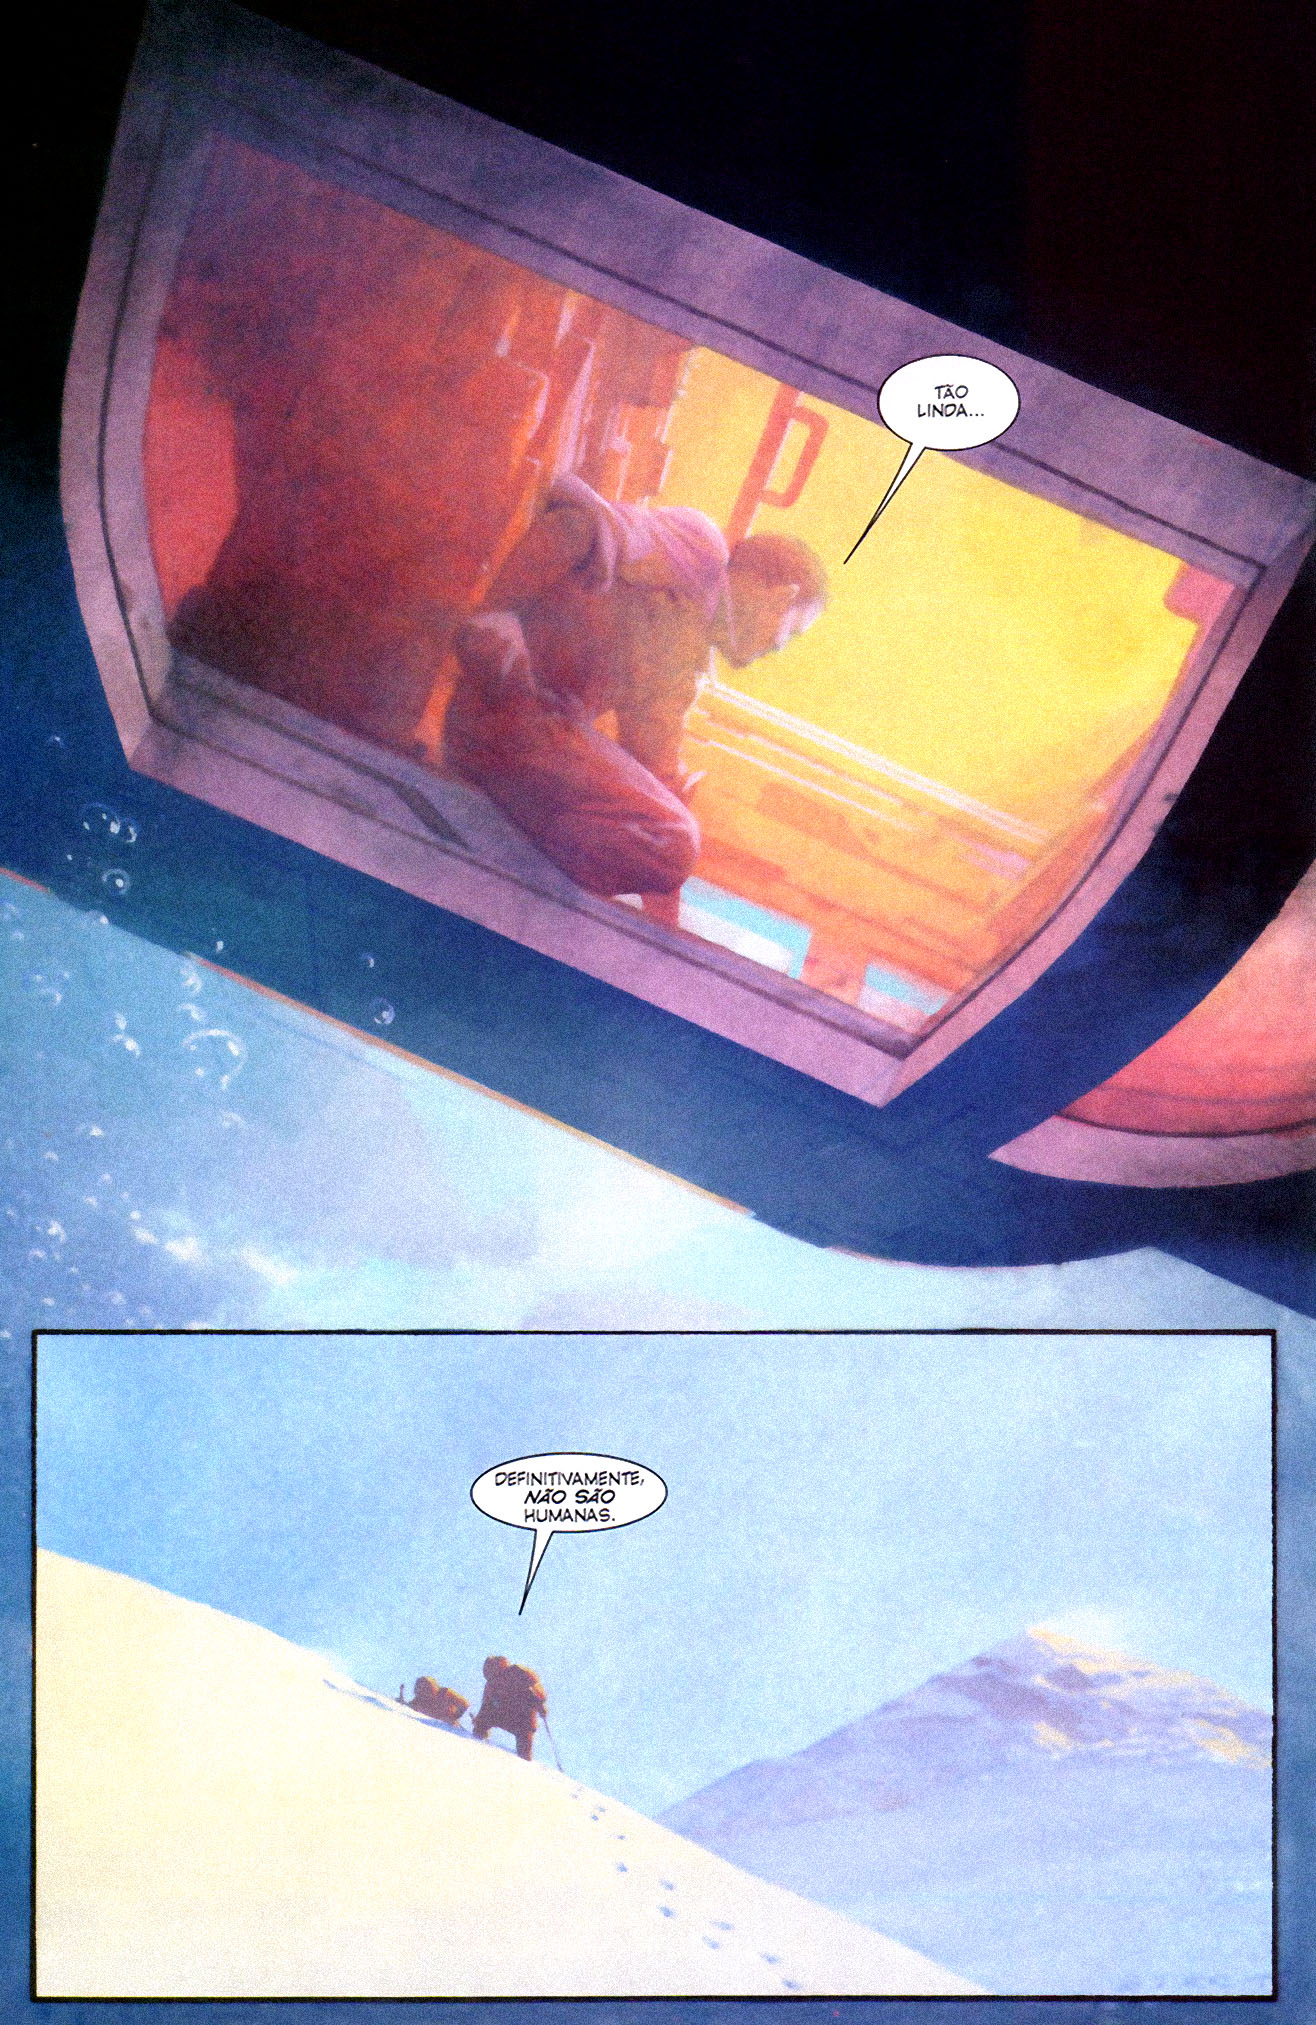 TÃO
LINDA...
DEFINITIVAMENTE,
NÃO SÃO
HUMANAS.